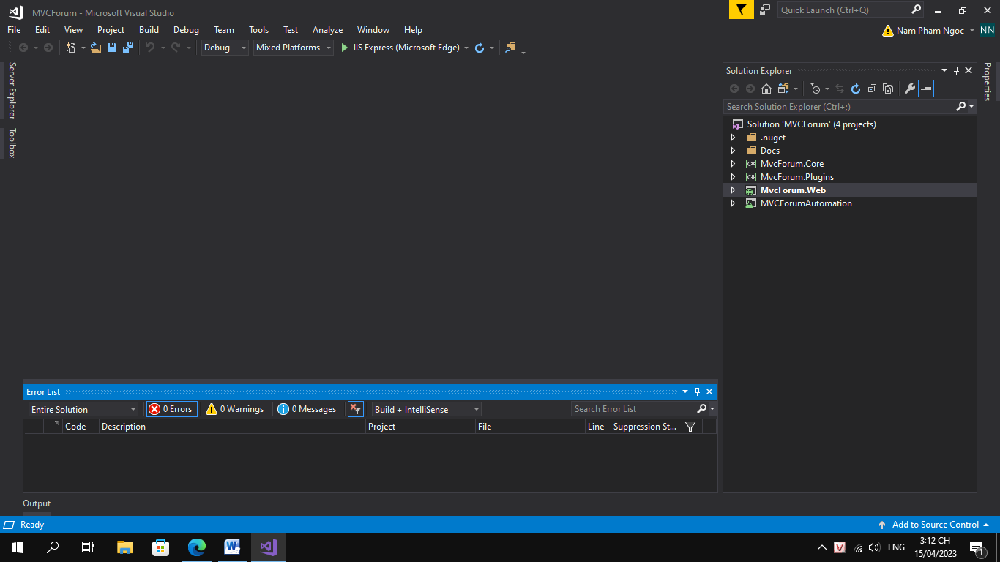 MVCForum - Microsoft Visual Studio
Quick Launch (Ctrl+Q)
File Edit View Project Build Debug Team Tools Test Analyze Window Help
Nam Pham Ngoc NN
Debug Mixed Platforms IIS Express (Microsoft Edge)
Server Explorer
Toolbox
Solution Explorer
Search Solution Explorer (Ctrl+;)
Solution 'MVCForum' (4 projects)
.nuget
Docs
C# MvcForum.Core
C# MvcForum.Plugins
MvcForum.Web
MVCForumAutomation
Properties
Error List
Entire Solution 0 Errors 0 Warnings 0 Messages Build + IntelliSense Search Error List
Code Description Project File Line Suppression St...
Output
Ready
Add to Source Control
V ENG 3:12 CH
15/04/2023
1